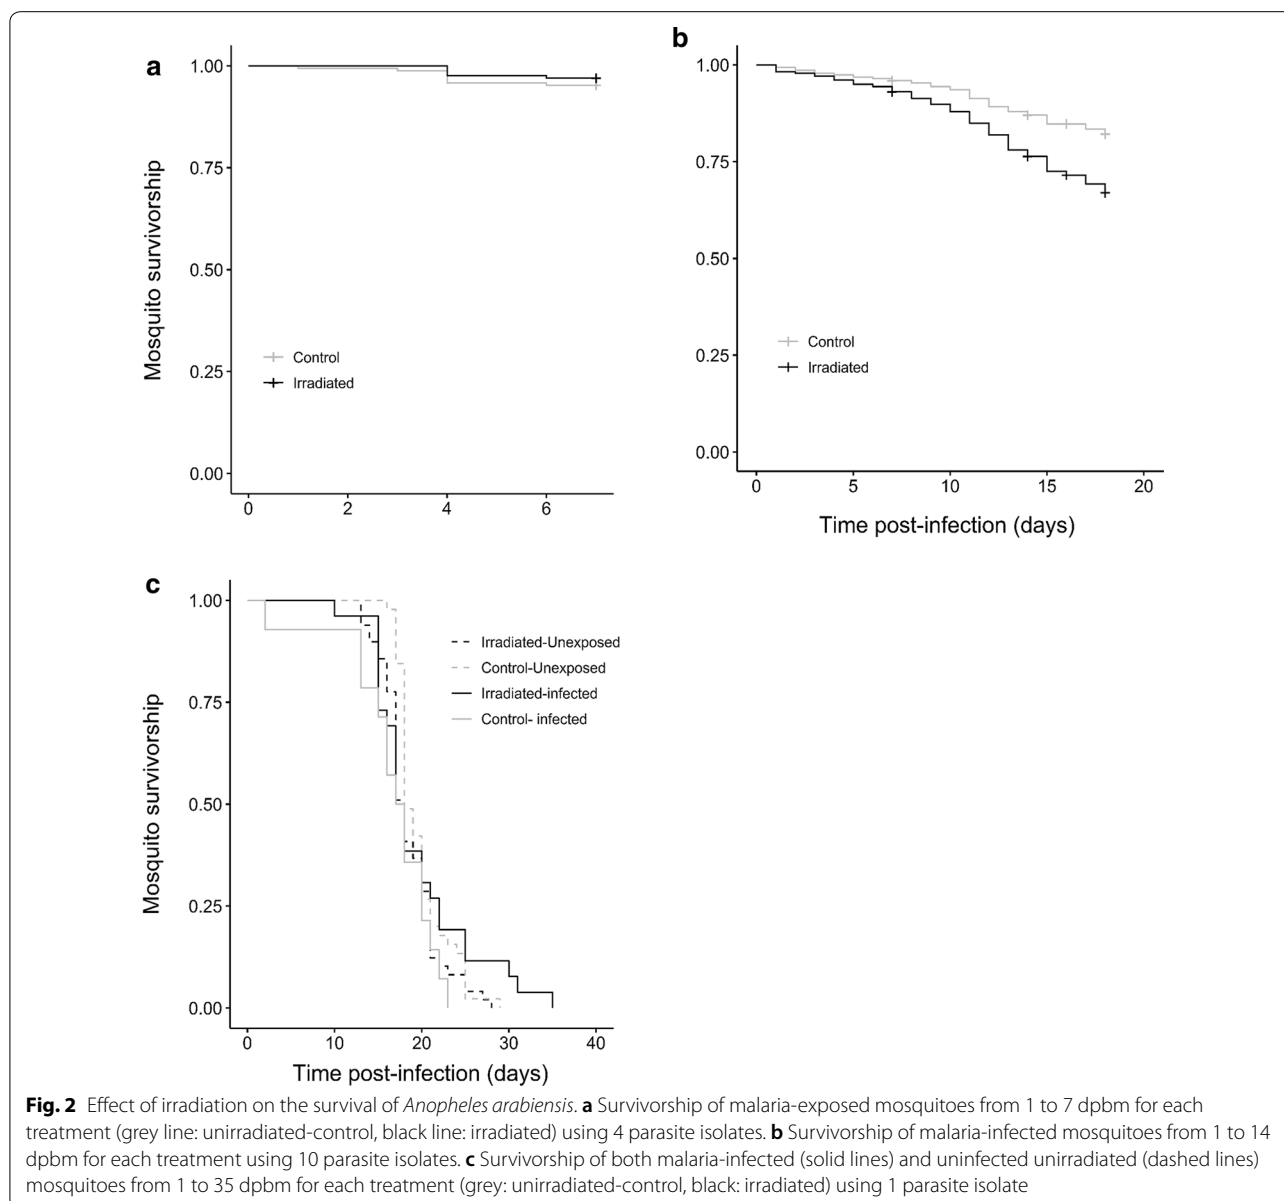 a
1.00
0.75
0.50
0.25
0.00
Mosquito survivorship
Control
Irradiated
0 2 4 6
b
1.00
0.75
0.50
0.25
0.00
Control
Irradiated
0 5 10 15 20
Time post-infection (days)
c
1.00
0.75
0.50
0.25
0.00
Mosquito survivorship
Irradiated-Unexposed
Control-Unexposed
Irradiated-infected
Control- infected
0 10 20 30 40
Time post-infection (days)
Fig. 2 Effect of irradiation on the survival of Anopheles arabiensis. a Survivorship of malaria-exposed mosquitoes from 1 to 7 dpbm for each
treatment (grey line: unirradiated-control, black line: irradiated) using 4 parasite isolates. b Survivorship of malaria-infected mosquitoes from 1 to 14
dpbm for each treatment using 10 parasite isolates. c Survivorship of both malaria-infected (solid lines) and uninfected unirradiated (dashed lines)
mosquitoes from 1 to 35 dpbm for each treatment (grey: unirradiated-control, black: irradiated) using 1 parasite isolate